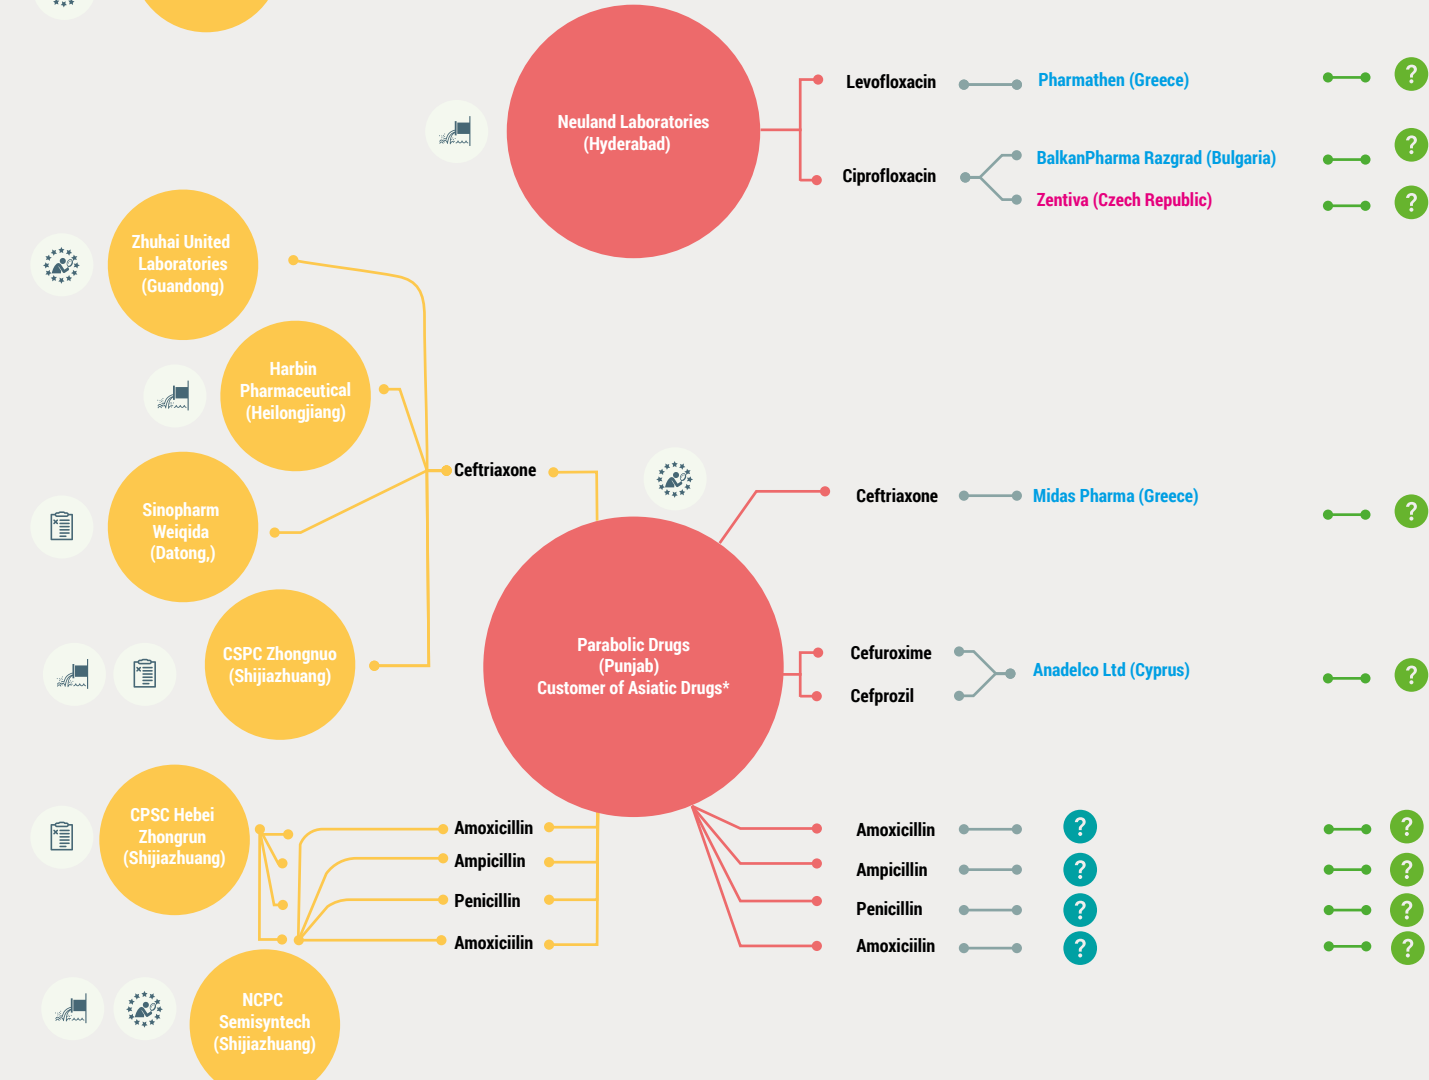 Neuland Laboratories
(Hyderabad)
Levofloxacin
Pharmathen (Greece)
?
Ciprofloxacin
BalkanPharma Razgrad (Bulgaria)
?
Zentiva (Czech Republic)
?
Zhuhai United
Laboratories
(Guandong)
Harbin
Pharmaceutical
(Heilongjiang)
Sinopharm
Weiqida
(Datong,)
CSPC Zhongnuo
(Shijiazhuang)
Ceftriaxone
Parabolic Drugs
(Punjab)
Customer of Asiatic Drugs*
Ceftriaxone
Midas Pharma (Greece)
?
Cefuroxime
Cefprozil
Anadelco Ltd (Cyprus)
?
CPSC Hebei
Zhongrun
(Shijiazhuang)
NCPC
Semisyntech
(Shijiazhuang)
Amoxicillin
Ampicillin
Penicillin
Amoxiciilin
Amoxicillin
?
?
Ampicillin
?
?
Penicillin
?
?
Amoxiciilin
?
?